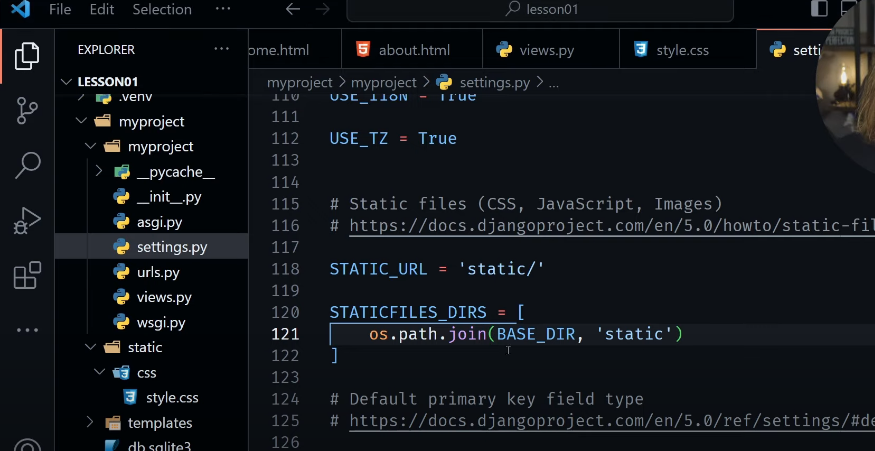 File Edit Selection ···
lesson01
EXPLORER ···
ome.html
about.html
views.py
style.css
LESSON01
myproject > myproject > settings.py > ...
.venv
myproject
myproject
__pycache__
__init__.py
asgi.py
settings.py
urls.py
views.py
wsgi.py
static
css
style.css
templates
db.sqlite3
110 USE_I18N = True
111
112 USE_TZ = True
113
114
115 # Static files (CSS, JavaScript, Images)
116 # https://docs.djangoproject.com/en/5.0/howto/static-fil
117
118 STATIC_URL = 'static/'
119
120 STATICFILES_DIRS = [
121 os.path.join(BASE_DIR, 'static')
122 ]
123
124 # Default primary key field type
125 # https://docs.djangoproject.com/en/5.0/ref/settings/#de
126